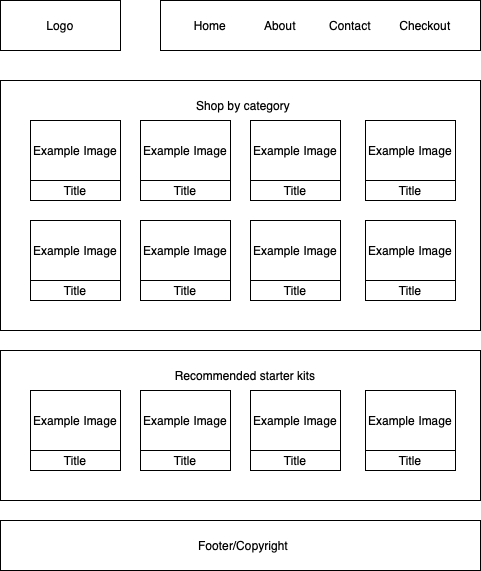 Logo
Home About Contact Checkout
Shop by category
Example Image Example Image Example Image Example Image
Title Title Title Title
Example Image Example Image Example Image Example Image
Title Title Title Title
Recommended starter kits
Example Image Example Image Example Image Example Image
Title Title Title Title
Footer/Copyright